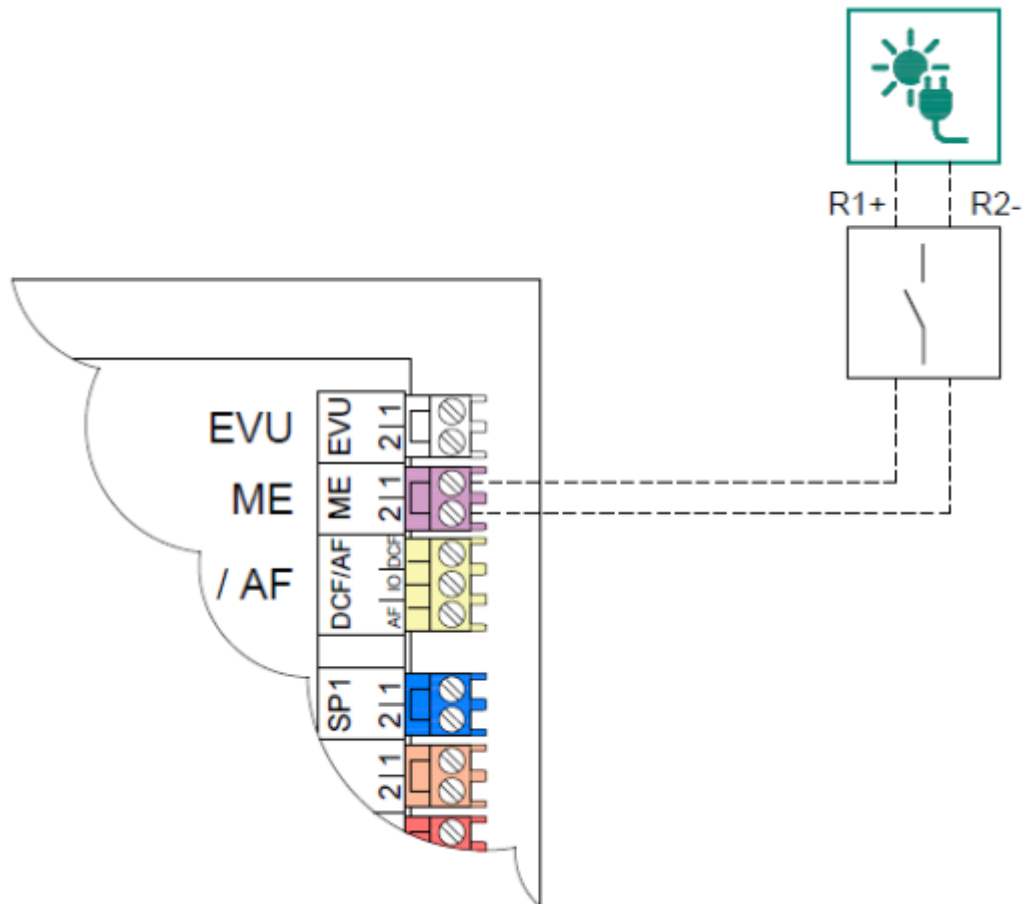 R1+ R2-
EVU EVU 2|1
ME ME 2|1
/ AF DCF/AF AF IO DCF
SP1 2|1
2|1